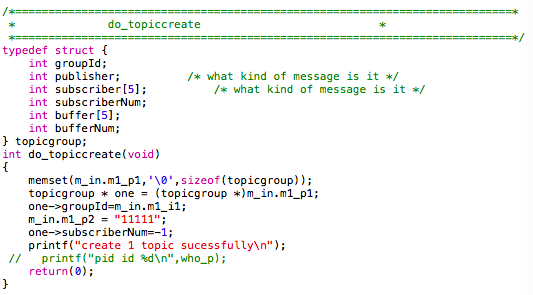 /*===========================================================================*
 *				do_topiccreate					     *
 *===========================================================================*/
typedef struct {
    int groupId;
    int publisher;          /* what kind of message is it */
    int subscriber[5];          /* what kind of message is it */
    int subscriberNum;
    int buffer[5];
    int bufferNum;
} topicgroup;
int do_topiccreate(void)
{
    memset(m_in.m1_p1,'\0',sizeof(topicgroup));
    topicgroup * one = (topicgroup *)m_in.m1_p1;
    one->groupId=m_in.m1_i1;
    m_in.m1_p2 = "11111";
    one->subscriberNum=-1;
    printf("create 1 topic sucessfully\n");
 //   printf("pid id %d\n",who_p);
    return(0);
}